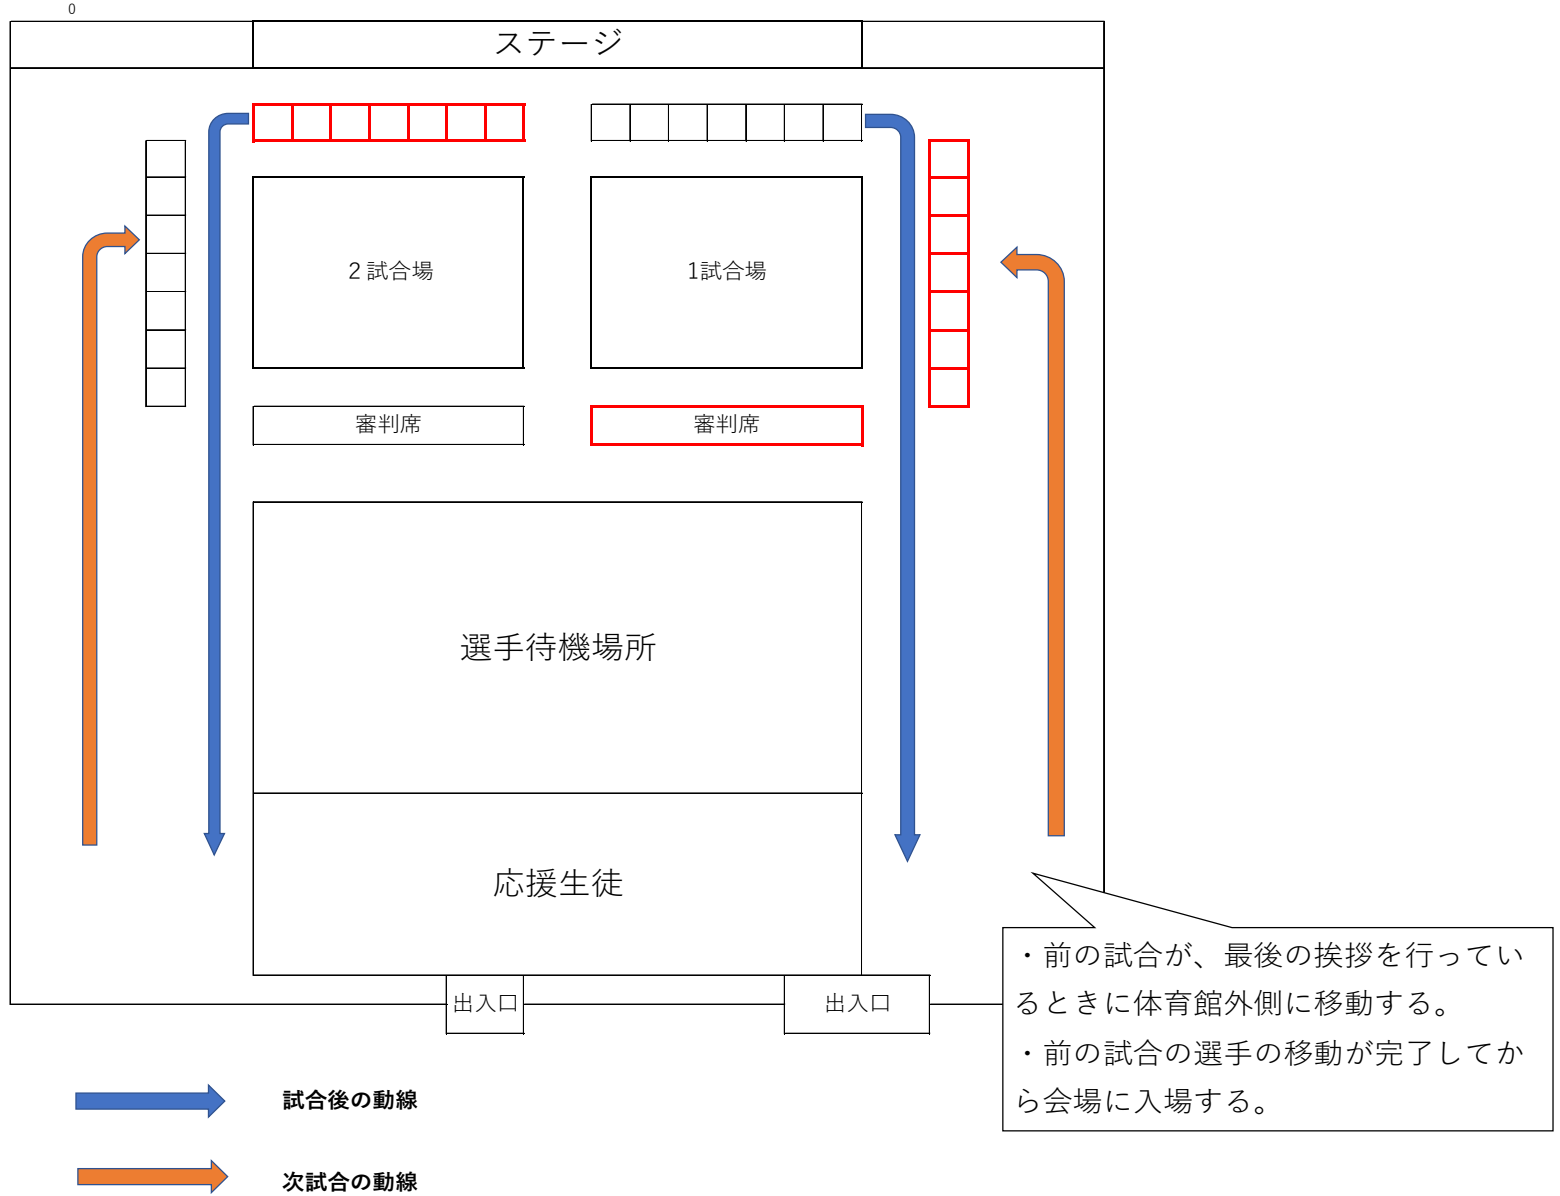 0
ステージ
２試合場
1試合場
審判席
審判席
選手待機場所
応援生徒
出入口
出入口
・前の試合が、最後の挨拶を行ってい
るときに体育館外側に移動する。
・前の試合の選手の移動が完了してか
ら会場に入場する。
試合後の動線
次試合の動線